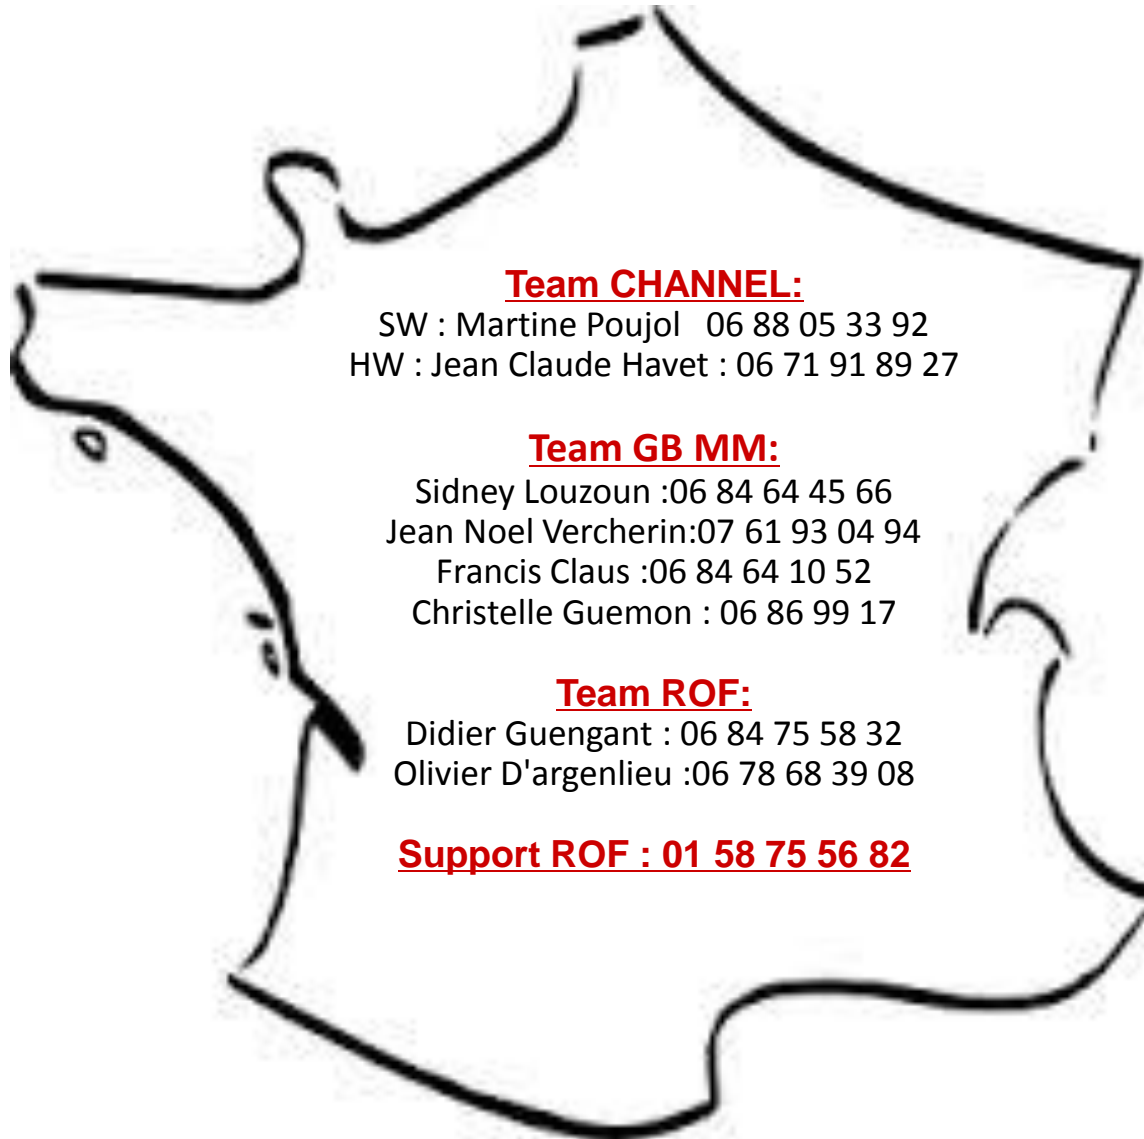 Team CHANNEL:
SW : Martine Poujol 06 88 05 33 92
HW : Jean Claude Havet : 06 71 91 89 27
Team GB MM:
Sidney Louzoun :06 84 64 45 66
Jean Noel Vercherin:07 61 93 04 94
Francis Claus :06 84 64 10 52
Christelle Guemon : 06 86 99 17
Team ROF:
Didier Guengant : 06 84 75 58 32
Olivier D'argenlieu :06 78 68 39 08
Support ROF : 01 58 75 56 82